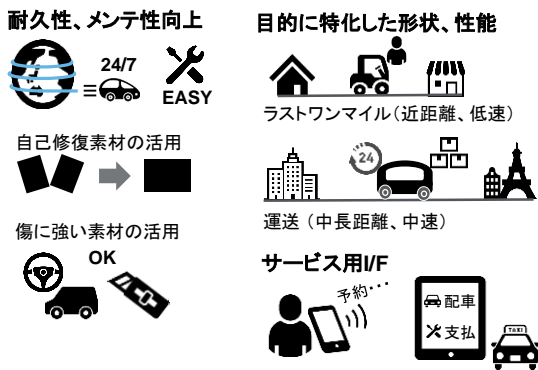 耐久性、メンテ性向上
24/7
EASY
自己修復素材の活用
傷に強い素材の活用
OK
目的に特化した形状、性能
ラストワンマイル（近距離、低速）
24
運送（中長距離、中速）
サービス用I/F
予約・・・
配車
支払
TAXI